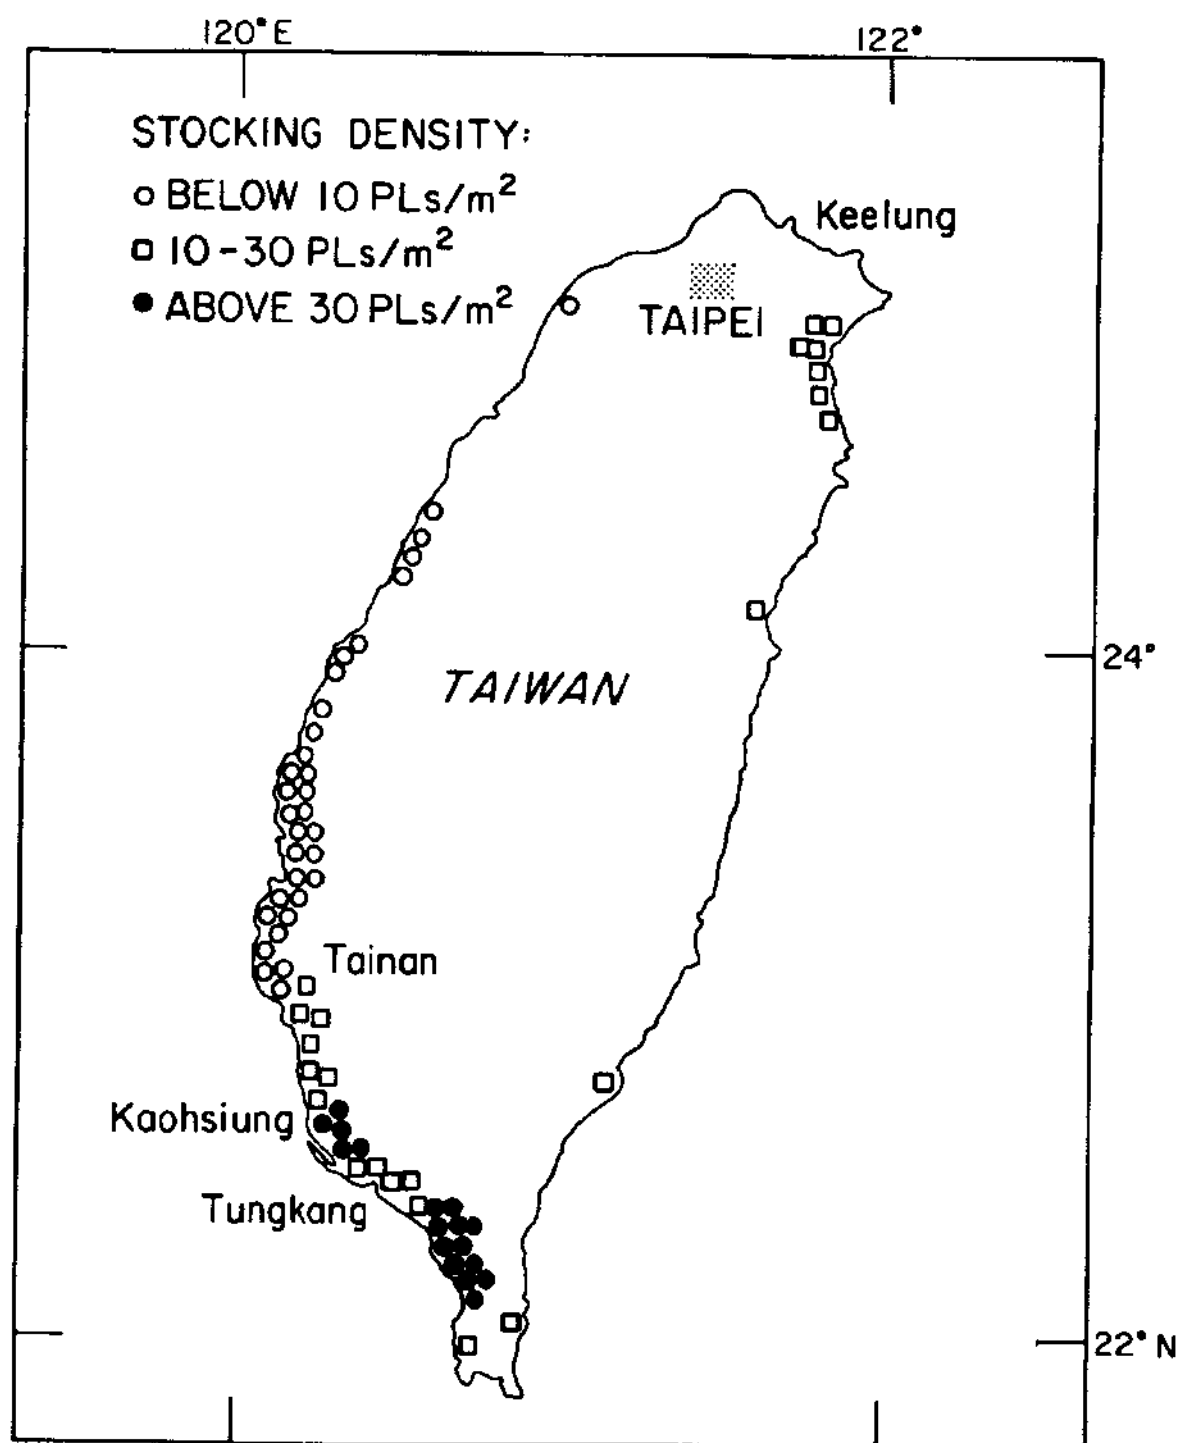 120°E
122°
STOCKING DENSITY:
BELOW 10 PLs/m²
10-30 PLs/m²
ABOVE 30 PLs/m²
Keelung
TAIPEI
24°
TAIWAN
Tainan
Kaohsiung
Tungkang
22°N